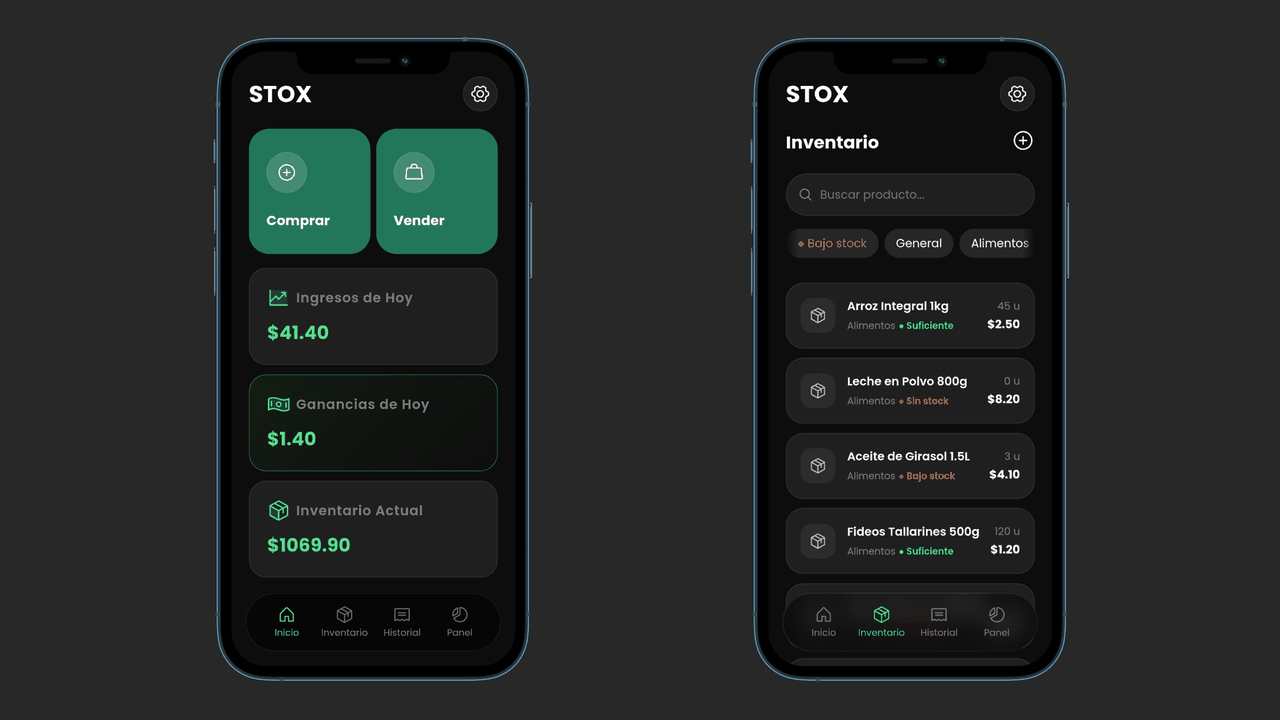 STOX
Comprar
Vender
Ingresos de Hoy
$41.40
Ganancias de Hoy
$1.40
Inventario Actual
$1069.90
Inicio
Inventario
Historial
Panel
STOX
Inventario
Buscar producto...
Bajo stock
General
Alimentos
Arroz Integral 1kg
45 u
Alimentos • Suficiente
$2.50
Leche en Polvo 800g
0 u
Alimentos • Sin stock
$8.20
Aceite de Girasol 1.5L
3 u
Alimentos • Bajo stock
$4.10
Fideos Tallarines 500g
120 u
Alimentos • Suficiente
$1.20
Inicio
Inventario
Historial
Panel